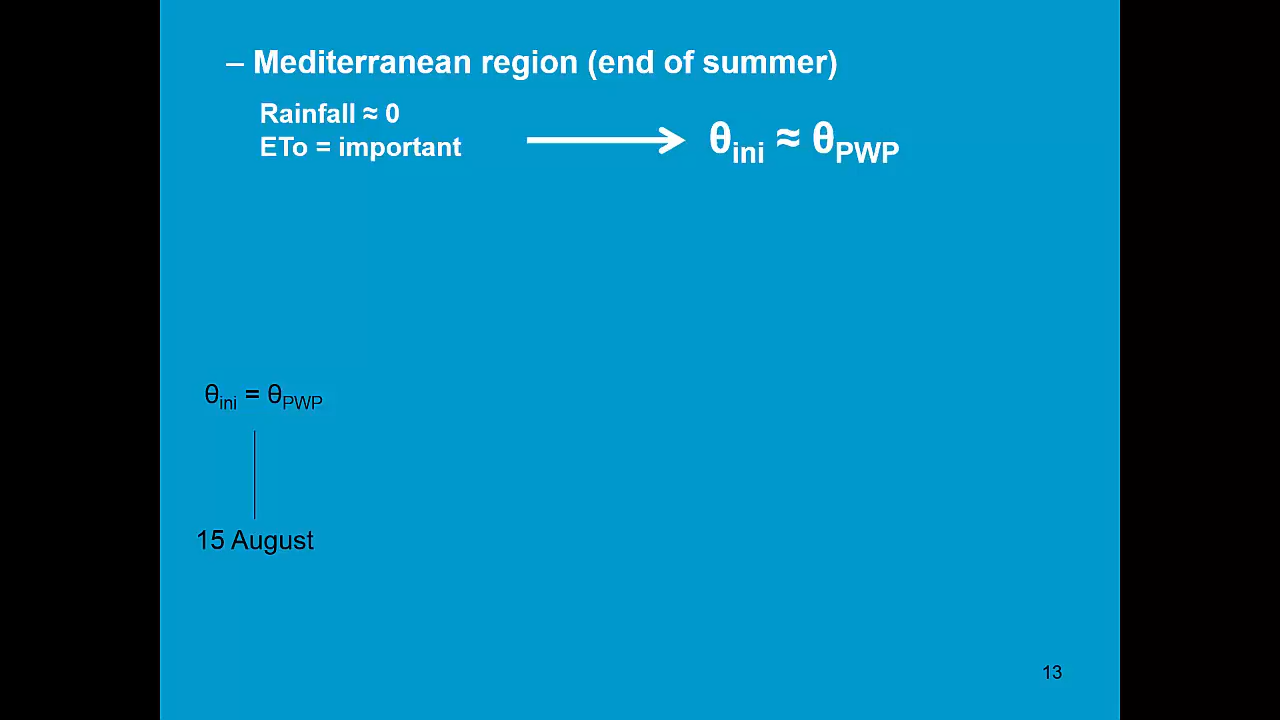 – Mediterranean region (end of summer)
Rainfall ≈ 0
ETo = important
θini ≈ θPWP
θini = θPWP
15 August
13